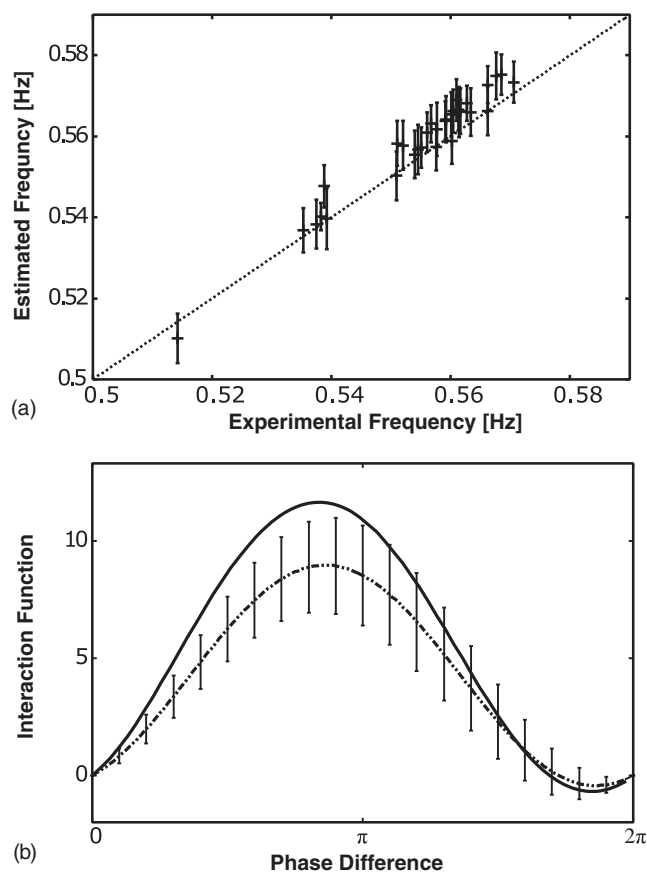 0.58
0.56
0.54
0.52
0.5
Estimated Frequncy [Hz]
0.5 0.52 0.54 0.56 0.58
(a)
Experimental Frequency [Hz]
10
5
0
Interaction Function
0 π 2π
(b)
Phase Difference